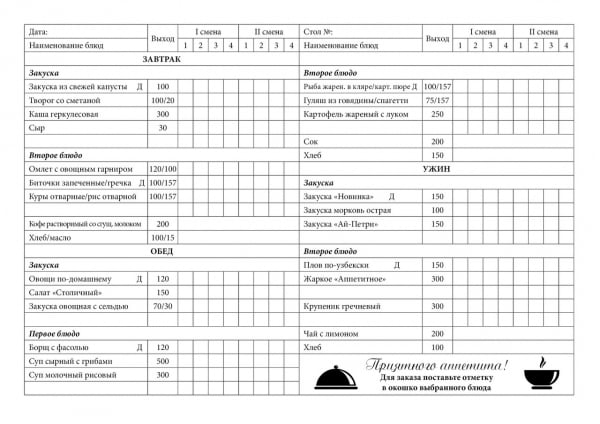 Дата: Выход I смена II смена
Наименование блюд 1 2 3 4 1 2 3 4
ЗАВТРАК
Закуска
Закуска из свежей капусты Д 100
Творог со сметаной 100/20
Каша геркулесовая 300
Сыр 30
Второе блюдо
Омлет с овощным гарниром 120/100
Биточки запеченные/гречка Д 100/157
Куры отварные/рис отварной 100/157
Кофе растворимый со сгущ. молоком 200
Хлеб/масло 100/15
ОБЕД
Закуска
Овощи по-домашнему Д 120
Салат «Столичный» 150
Закуска овощная с сельдью 70/30
Первое блюдо
Борщ с фасолью Д 120
Суп сырный с грибами 500
Суп молочный рисовый 300
Стол №: Выход I смена II смена
Наименование блюд 1 2 3 4 1 2 3 4
Второе блюдо
Рыба жарен. в кляре/карт. пюре Д 100/157
Гуляш из говядины/спагетти 75/157
Картофель жареный с луком 250
Сок 200
Хлеб 150
УЖИН
Закуска
Закуска «Новинка» Д 150
Закуска морковь острая 100
Закуска «Ай-Петри» Д 150
Второе блюдо
Плов по-узбекски Д 150
Жаркое «Аппетитное» 300
Крупеник гречневый 300
Чай с лимоном 200
Хлеб 100
Приятного аппетита!
Для заказа поставьте отметку
в окошко выбранного блюда